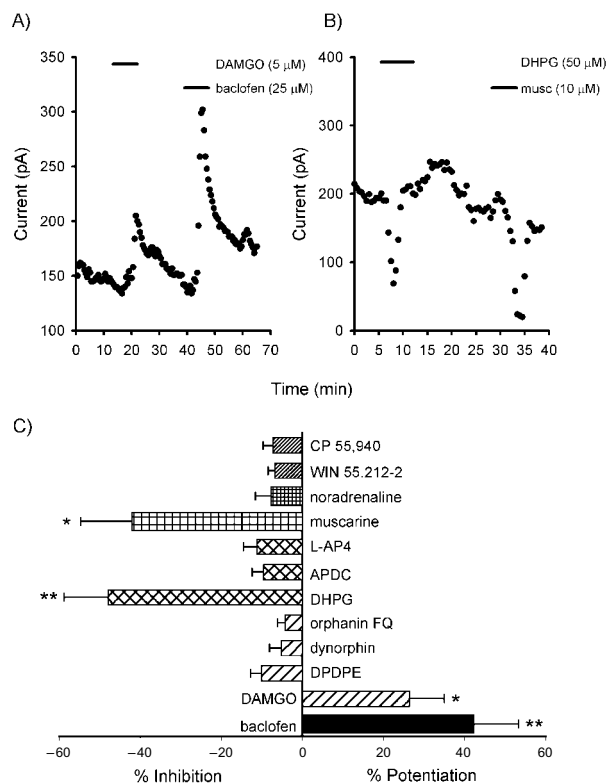 A)
DAMGO (5 μM)
baclofen (25 μM)
Current (pA)
350
300
250
200
150
100
0 10 20 30 40 50 60 70
B)
DHPG (50 μM)
musc (10 μM)
Current (pA)
400
300
200
100
0
0 5 10 15 20 25 30 35 40
Time (min)
C)
CP 55,940
WIN 55.212-2
noradrenaline
* muscarine
L-AP4
APDC
** DHPG
orphanin FQ
dynorphin
DPDPE
DAMGO *
baclofen **
−60 −40 −20 0 20 40 60
% Inhibition % Potentiation